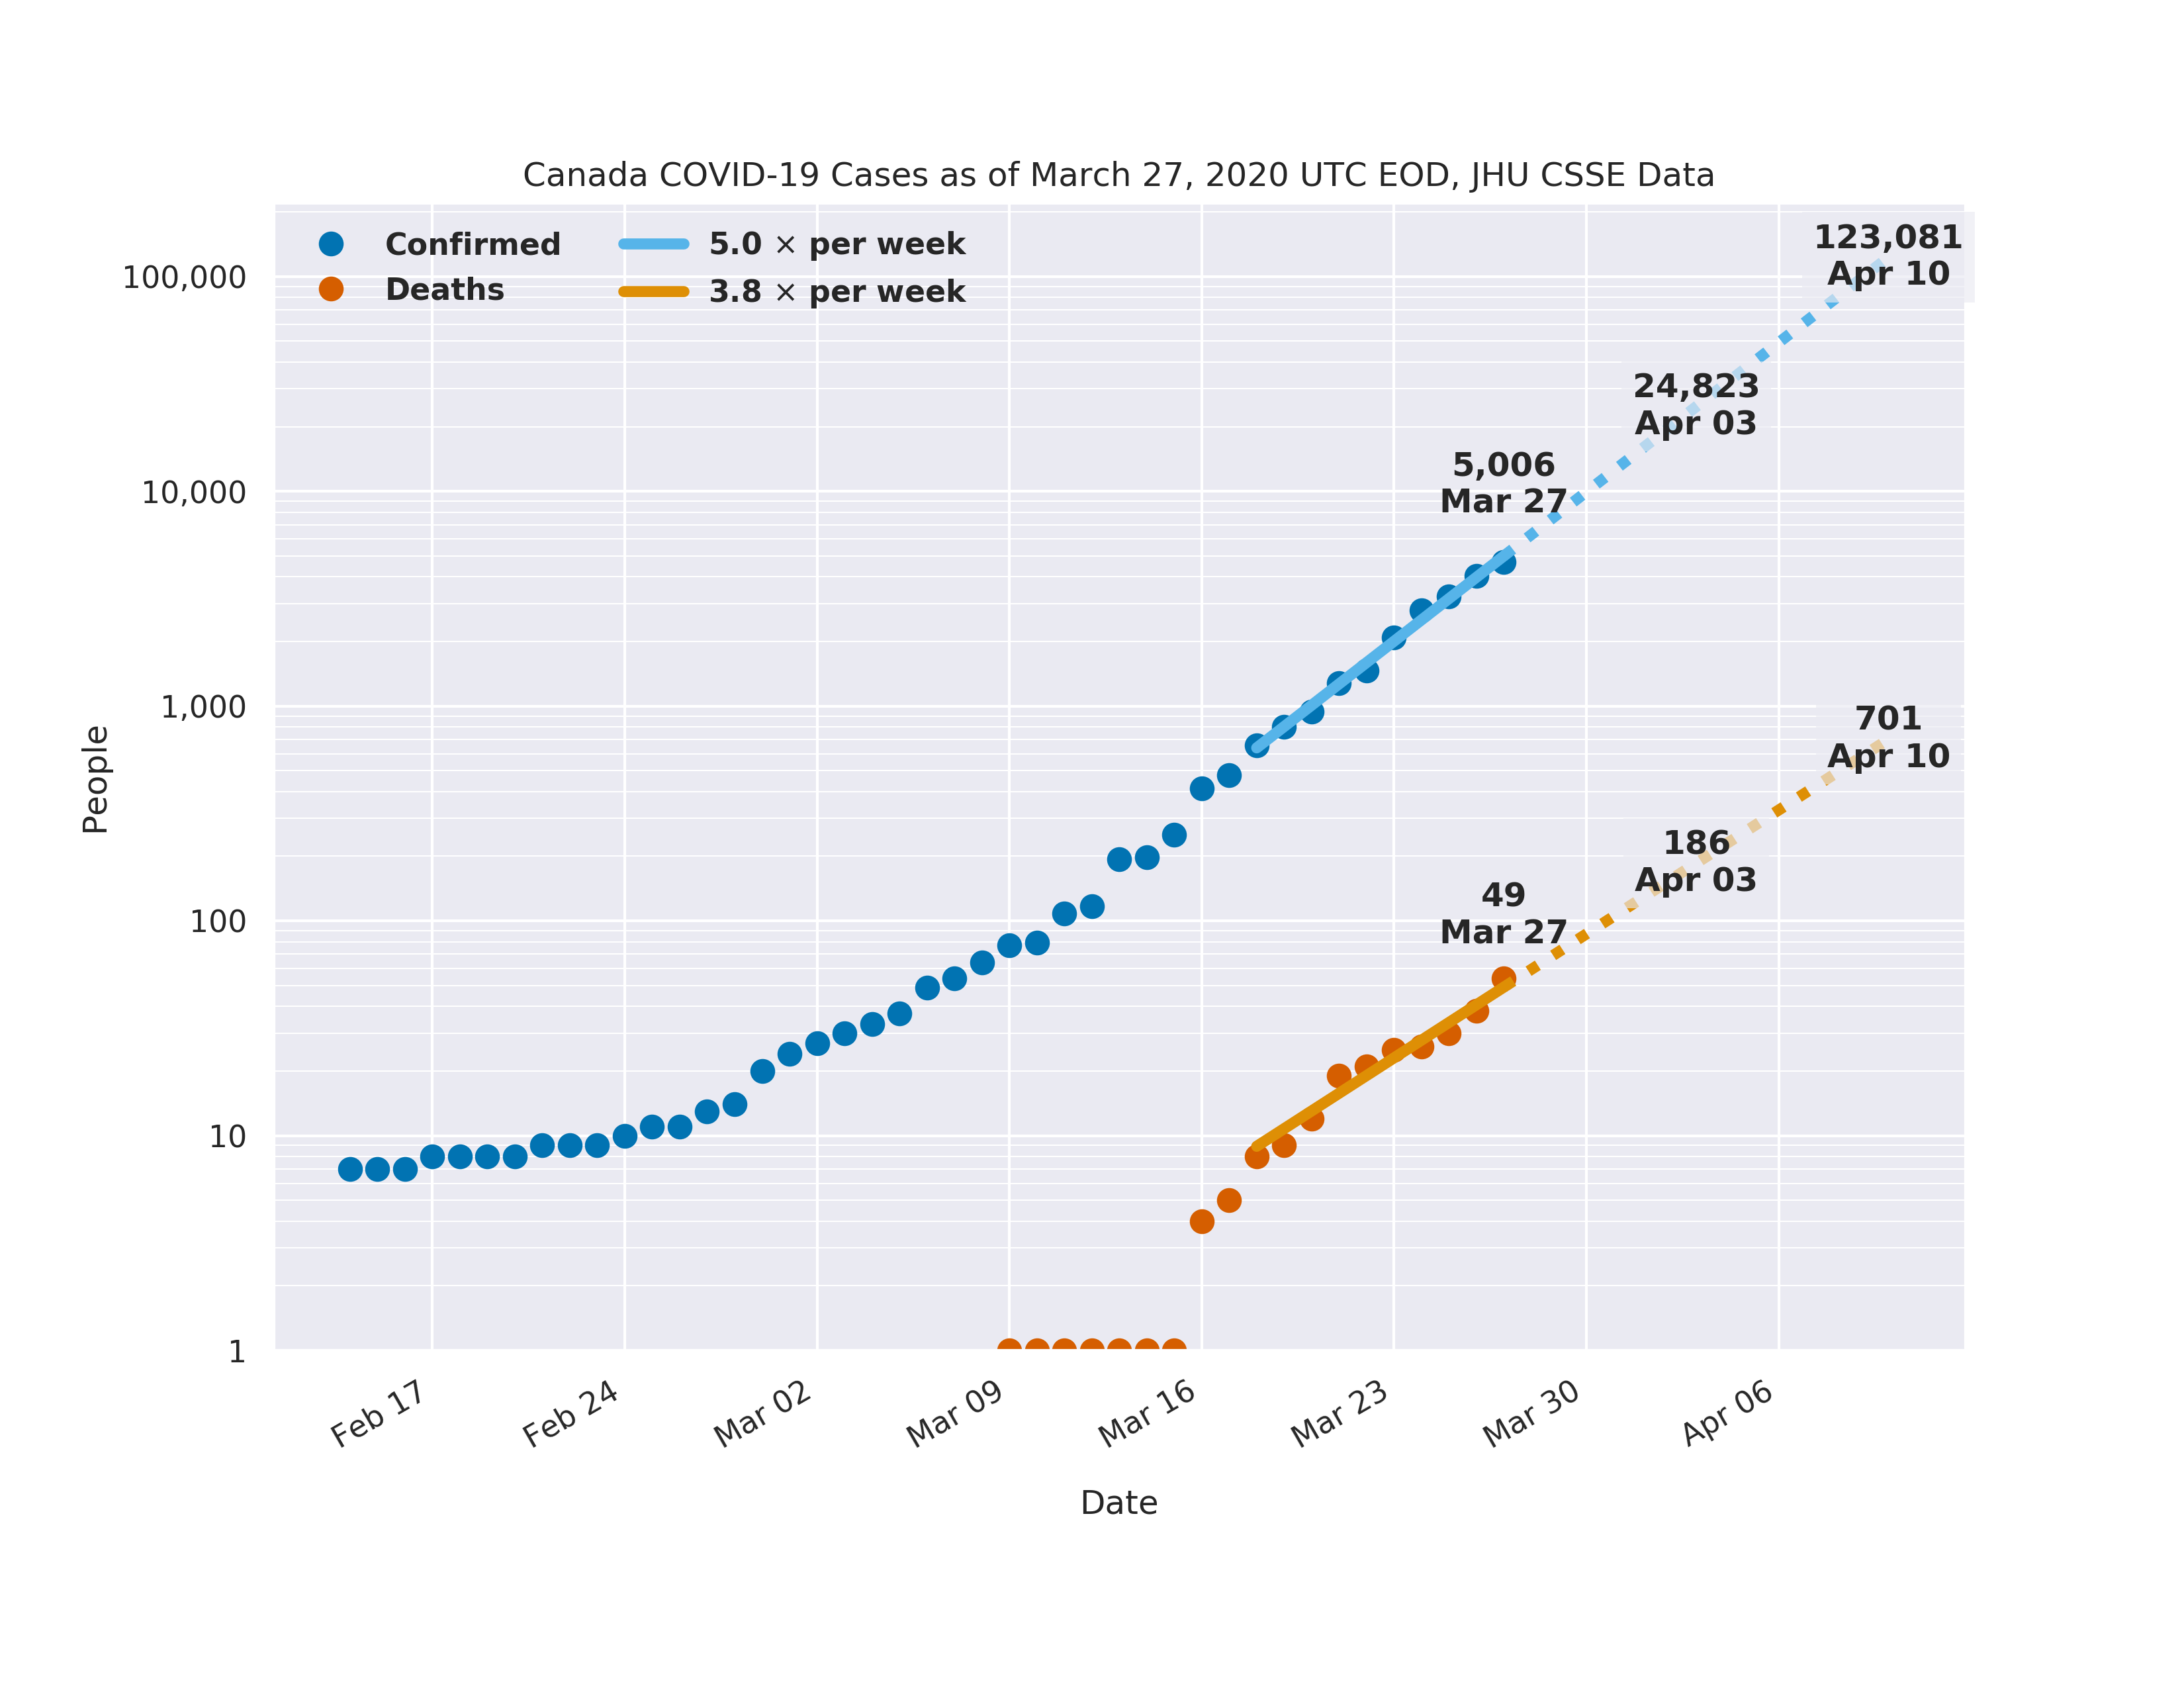 Canada COVID-19 Cases as of March 27, 2020 UTC EOD, JHU CSSE Data
Confirmed
Deaths
5.0 × per week
3.8 × per week
123,081
Apr 10
24,823
Apr 03
5,006
Mar 27
701
Apr 10
186
Apr 03
49
Mar 27
100,000
10,000
1,000
100
10
1
People
Feb 17
Feb 24
Mar 02
Mar 09
Mar 16
Mar 23
Mar 30
Apr 06
Date